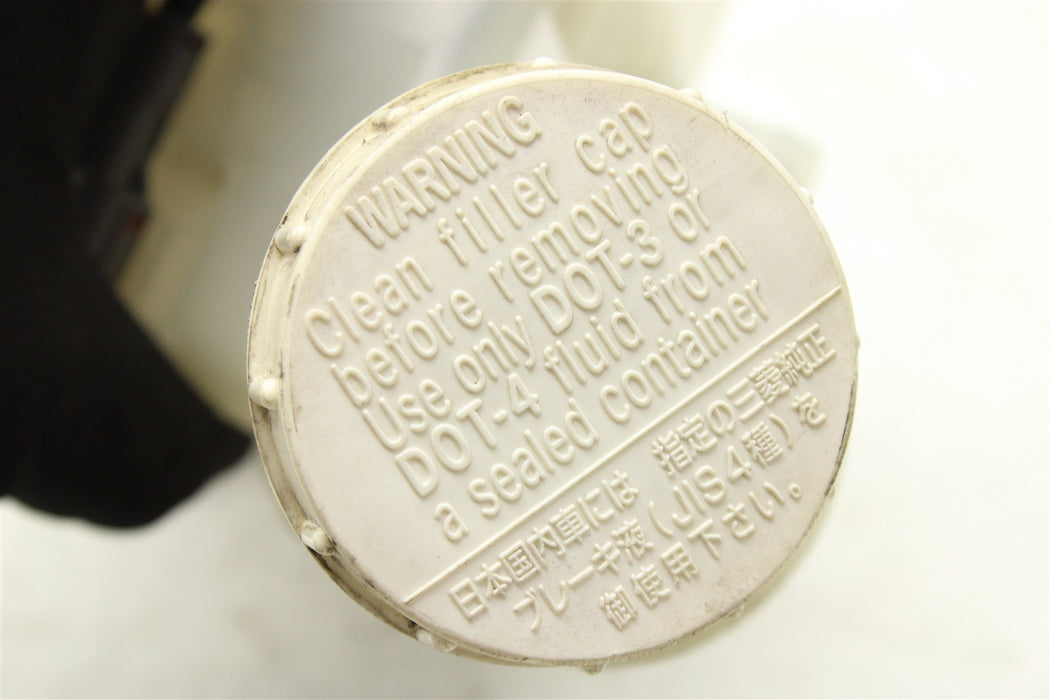 WARNING
Clean filler cap
before removing
Use only DOT-3 or
DOT-4 fluid from
a sealed container
日本国内車には 指定の三菱純正
ブレーキ液(JIS4種)を
御使用下さい。